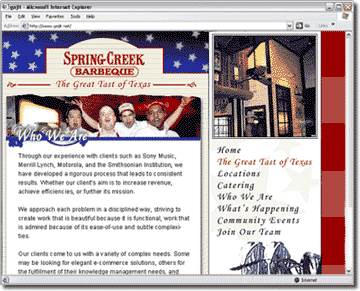 Microsoft Internet Explorer
File Edit View Favorites Tools Help
Address
Go
Links
SPRING-CREEK
BARBEQUE
The Great Tast of Texas
Who We Are
Through our experience with clients such as Sony Music,
Merrill Lynch, Motorola, and the Smithsonian Institution, we
have developed a rigorous process that leads to consident
results. Whether our client's aim is to increase revenue,
achieve efficiencies, or further its mission.
We approach each problem in a disciplined way, striving to
create work that is beautiful because it is functional, work that
is admired because of its ease-of-use and subtle complexi-
ties.
Our clients come to us with a variety of complex needs. Some
may be looking for elegant e-commerce solutions, others for
the fulfillment of their knowledge management needs, and
Home
The Great Tast of Texas
Locations
Catering
Who We Are
What's Happening
Community Events
Join Our Team
Internet